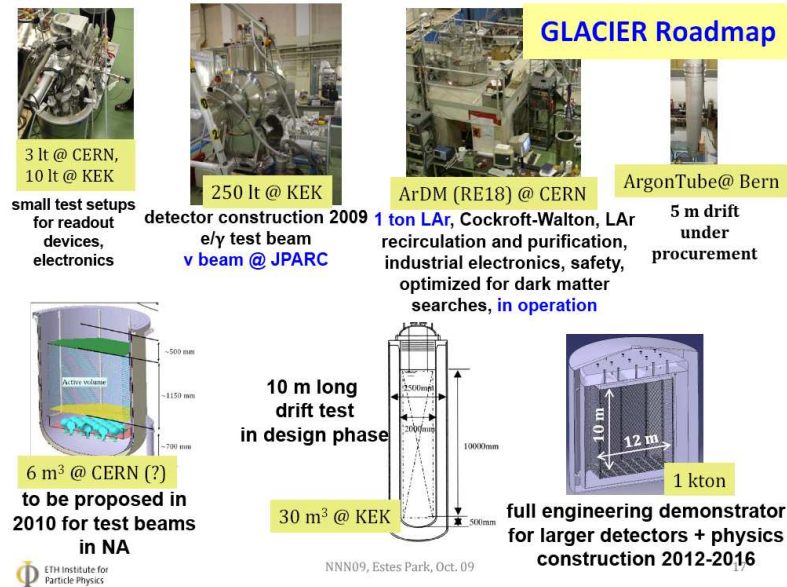 GLACIER Roadmap
3 lt @ CERN,
10 lt @ KEK
small test setups
for readout
devices,
electronics
250 lt @ KEK
detector construction 2009
e/γ test beam
ν beam @ JPARC
ArDM (RE18) @ CERN
1 ton LAr, Cockroft-Walton, LAr
recirculation and purification,
industrial electronics, safety,
optimized for dark matter
searches, in operation
ArgonTube@ Bern
5 m drift
under
procurement
~500 mm
Active volume
~1150 mm
~700 mm
6 m³ @ CERN (?)
to be proposed in
2010 for test beams
in NA
10 m long
drift test
in design phase
2500mm
2000mm
10000mm
500mm
30 m³ @ KEK
10 m
12 m
1 kton
full engineering demonstrator
for larger detectors + physics
construction 2012-2016
ETH Institute for
Particle Physics
NNN09, Estes Park, Oct. 09
17